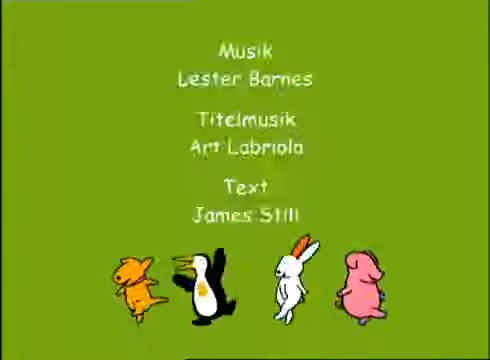 Musik
Lester Barnes
Titelmusik
Art Labriola
Text
James Still